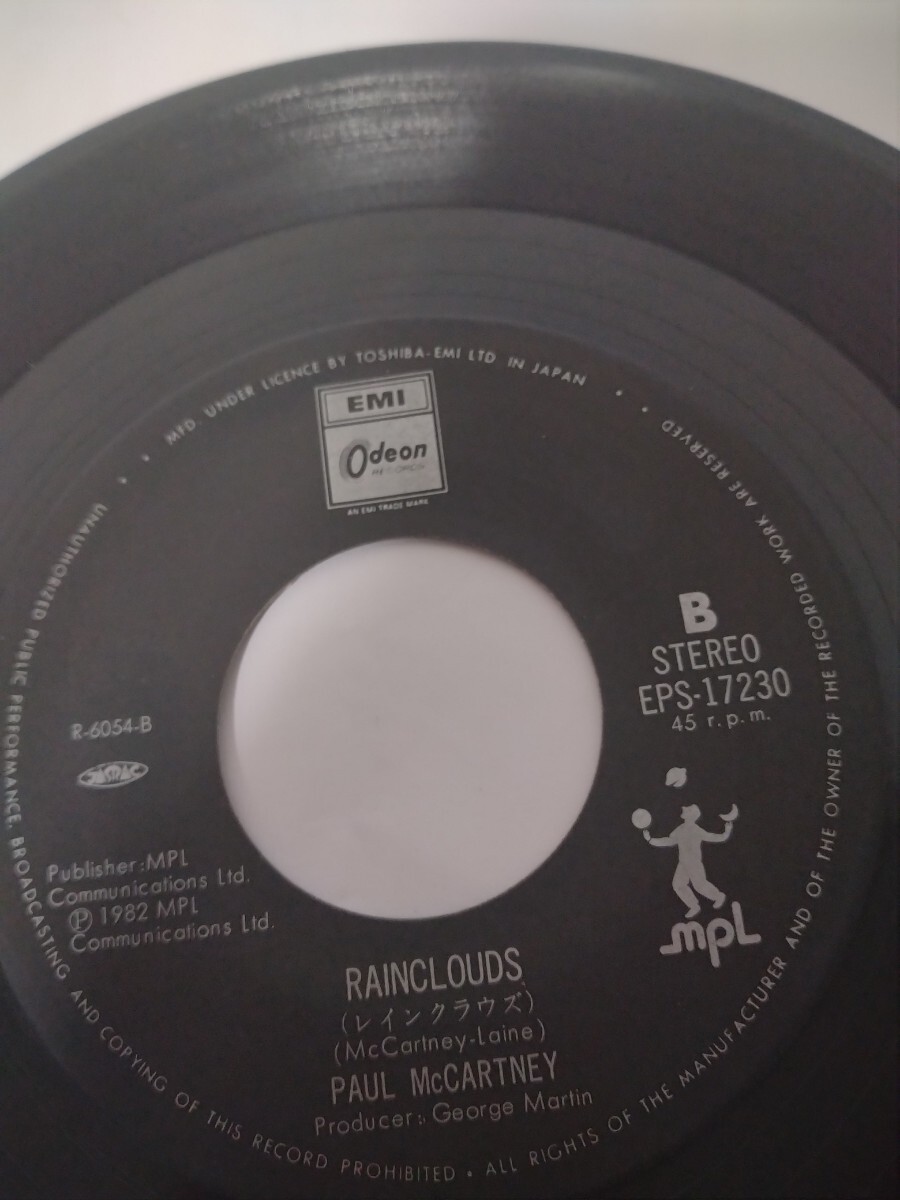 MFD. UNDER LICENCE BY TOSHIBA-EMI LTD IN JAPAN
EMI
Odeon
RECORDS
AN EMI TRADE MARK
B
STEREO
EPS-17230
45 r.p.m.
R-6054-B
mpL
Publisher:MPL
Communications Ltd.
Ⓟ 1982 MPL
Communications Ltd.
RAINCLOUDS
(レインクラウズ)
(McCartney-Laine)
PAUL McCARTNEY
Producer: George Martin
UNAUTHORIZED PUBLIC PERFORMANCE, BROADCASTING AND COPYING OF THIS RECORD PROHIBITED • ALL RIGHTS OF THE MANUFACTURER AND OF THE OWNER OF THE RECORDED WORK ARE RESERVED